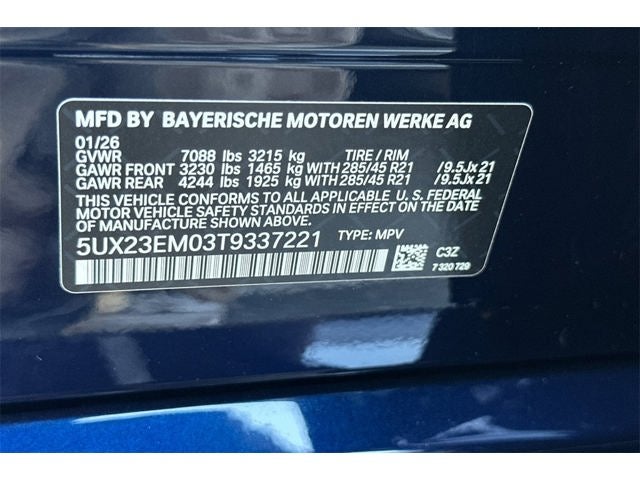 MFD BY BAYERISCHE MOTOREN WERKE AG
01/26
GVWR 7088 lbs 3215 kg TIRE / RIM
GAWR FRONT 3230 lbs 1465 kg WITH 285/45 R21 /9.5Jx21
GAWR REAR 4244 lbs 1925 kg WITH 285/45 R21 /9.5Jx21
THIS VEHICLE CONFORMS TO ALL APPLICABLE U.S. FEDERAL
MOTOR VEHICLE SAFETY STANDARDS IN EFFECT ON THE DATE
OF MANUFACTURE SHOWN ABOVE.
5UX23EM03T9337221 TYPE: MPV
C3Z
7 320 729